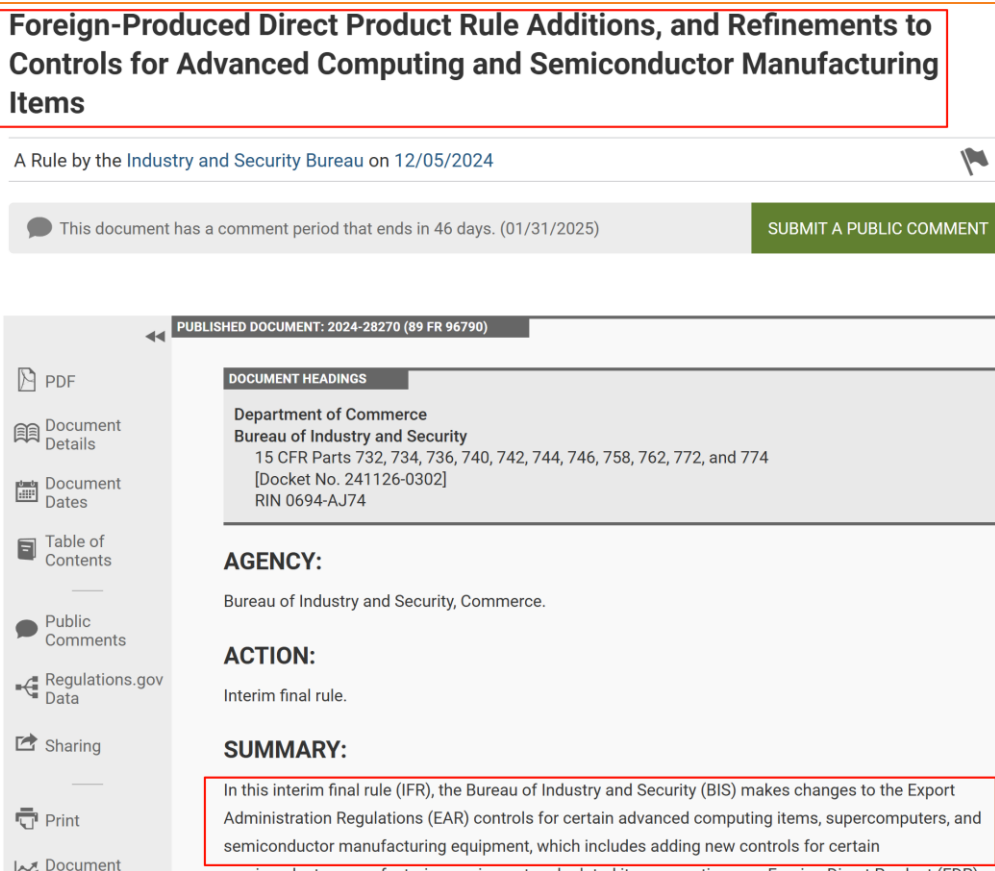 Foreign-Produced Direct Product Rule Additions, and Refinements to
Controls for Advanced Computing and Semiconductor Manufacturing
Items
A Rule by the Industry and Security Bureau on 12/05/2024
This document has a comment period that ends in 46 days. (01/31/2025)
SUBMIT A PUBLIC COMMENT
PUBLISHED DOCUMENT: 2024-28270 (89 FR 96790)
PDF
Document
Details
Document
Dates
Table of
Contents
Public
Comments
Regulations.gov
Data
Sharing
Print
Document
DOCUMENT HEADINGS
Department of Commerce
Bureau of Industry and Security
15 CFR Parts 732, 734, 736, 740, 742, 744, 746, 758, 762, 772, and 774
[Docket No. 241126-0302]
RIN 0694-AJ74
AGENCY:
Bureau of Industry and Security, Commerce.
ACTION:
Interim final rule.
SUMMARY:
In this interim final rule (IFR), the Bureau of Industry and Security (BIS) makes changes to the Export
Administration Regulations (EAR) controls for certain advanced computing items, supercomputers, and
semiconductor manufacturing equipment, which includes adding new controls for certain